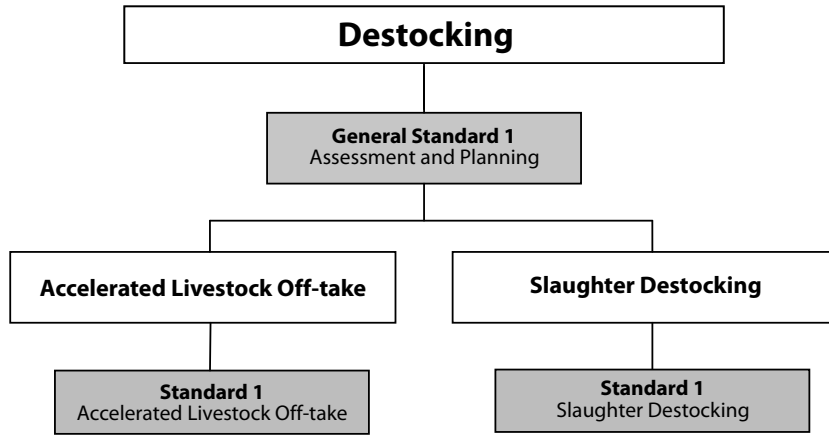 Destocking
General Standard 1
Assessment and Planning
Accelerated Livestock Off-take
Slaughter Destocking
Standard 1
Accelerated Livestock Off-take
Standard 1
Slaughter Destocking